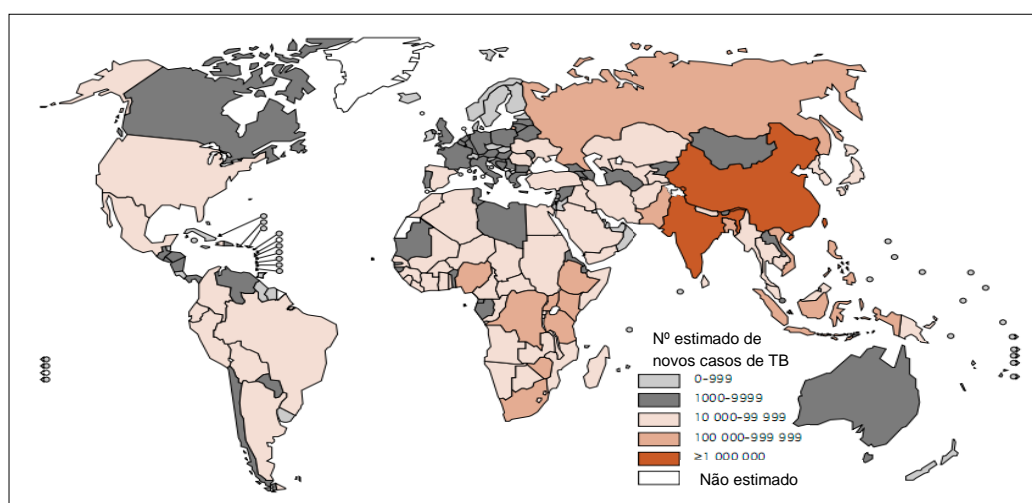 Nº estimado de
novos casos de TB
0–999
1000–9999
10 000–99 999
100 000–999 999
≥1 000 000
Não estimado